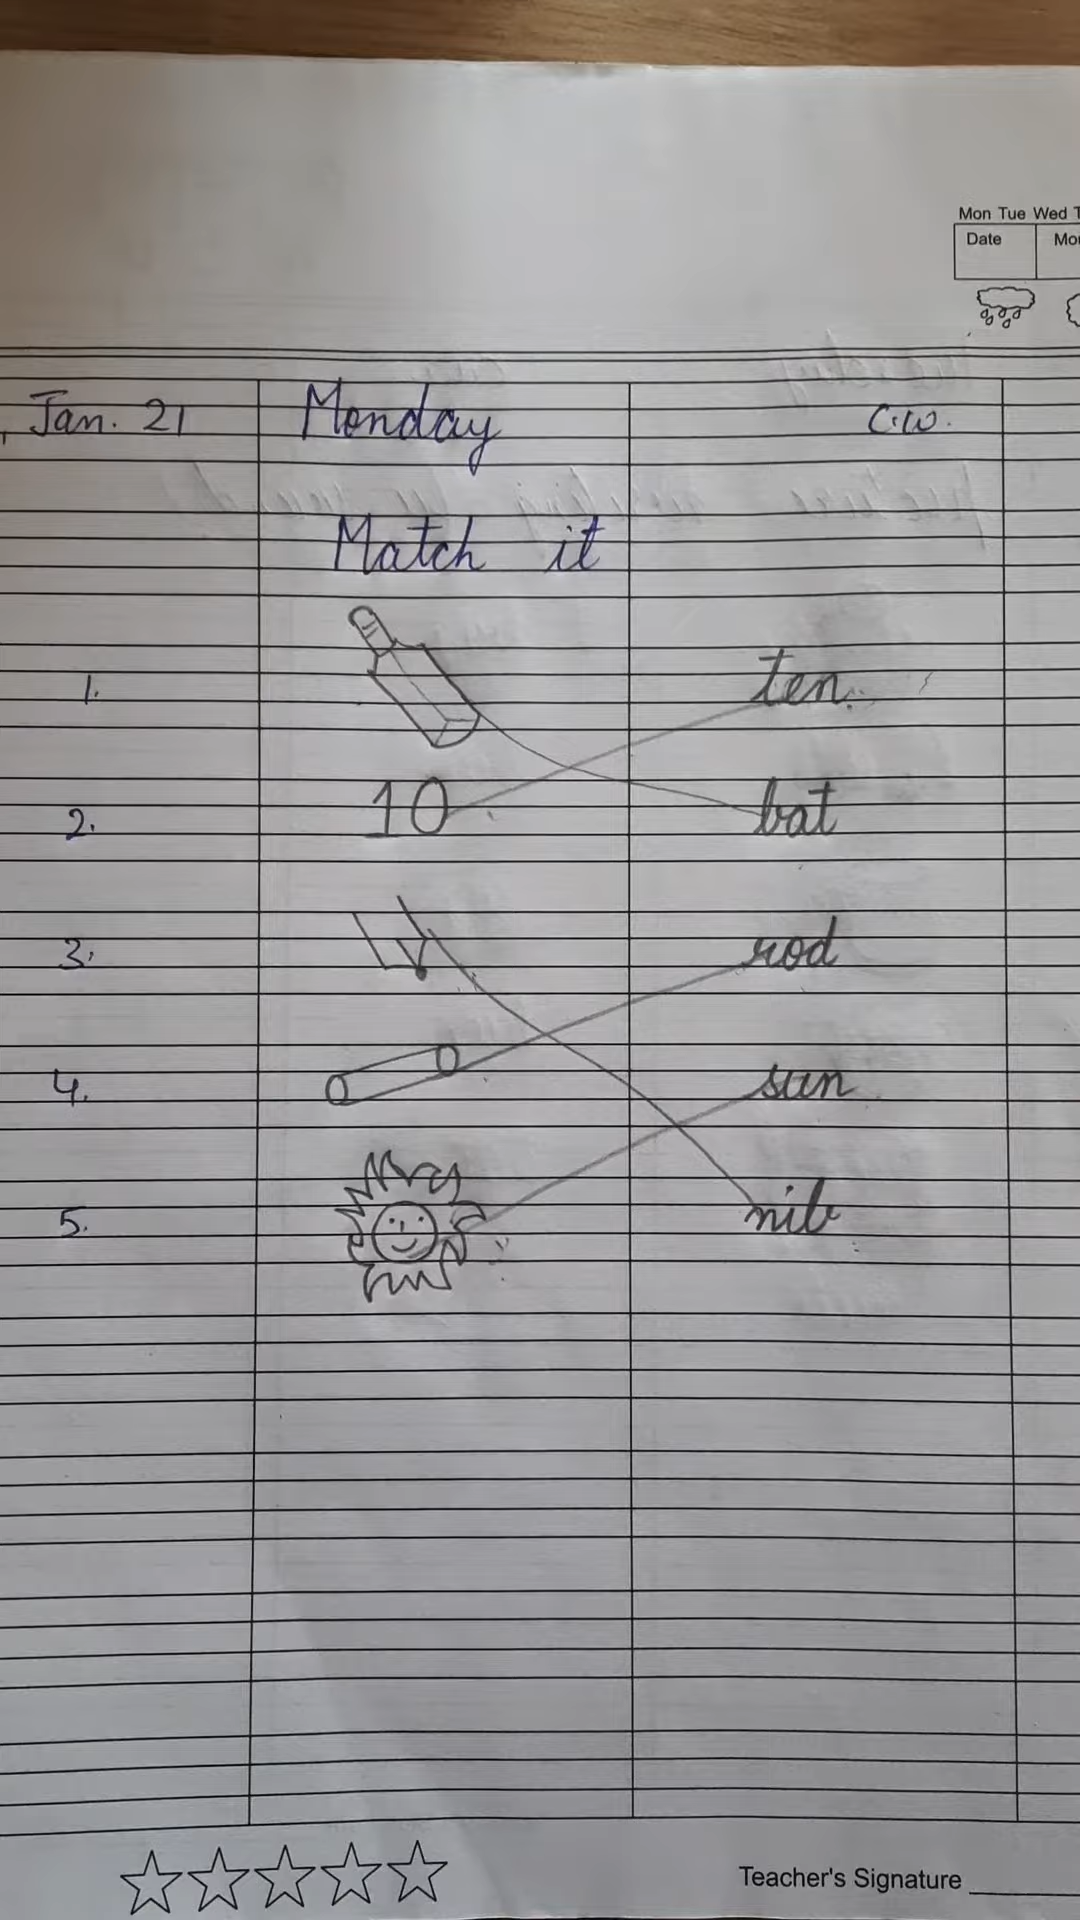 Mon Tue Wed T
Date Mo
, Jan. 21 Monday C.W.
Match it
1. ten
2. 10 bat
3. rod
4. sun
5. nib
Teacher's Signature